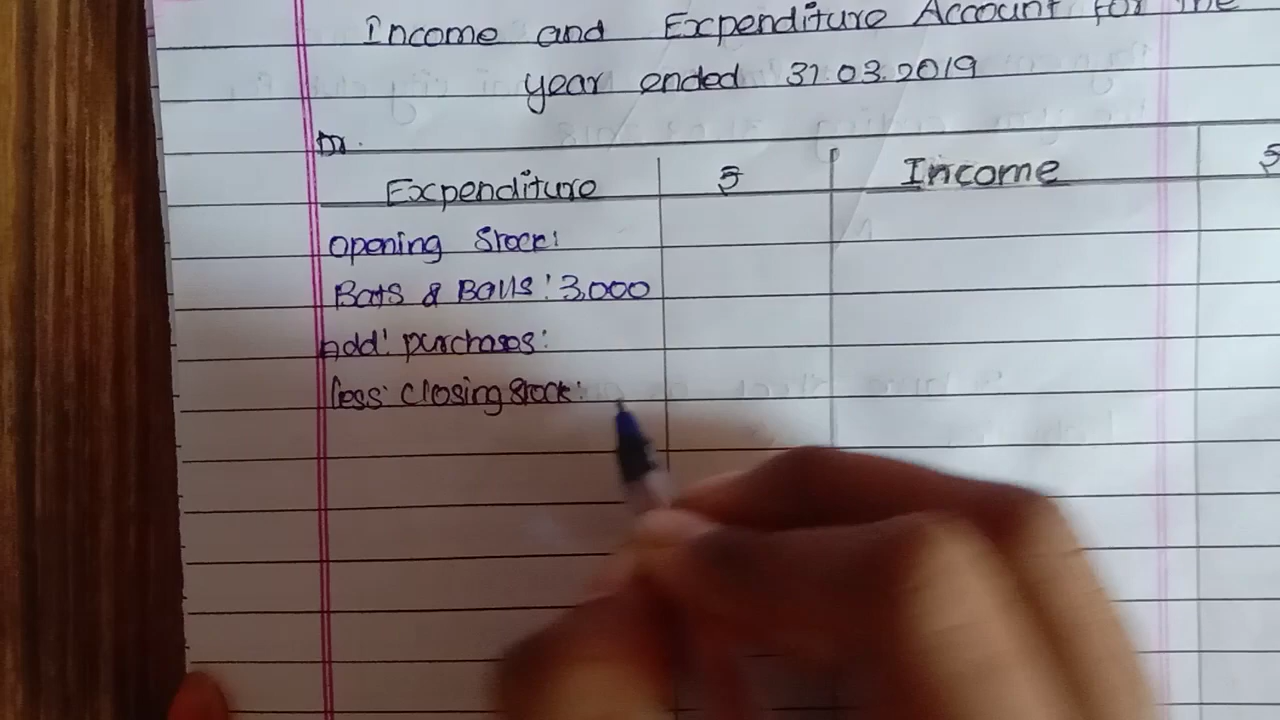 Income and Expenditure Account for the
year ended 31.03.2019
Dr.
Expenditure ₹ Income ₹
Opening Stock:
Bats & Balls: 3,000
Add: purchases:
less: closing stock: